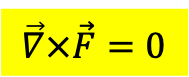 ∇⃗×F⃗ = 0